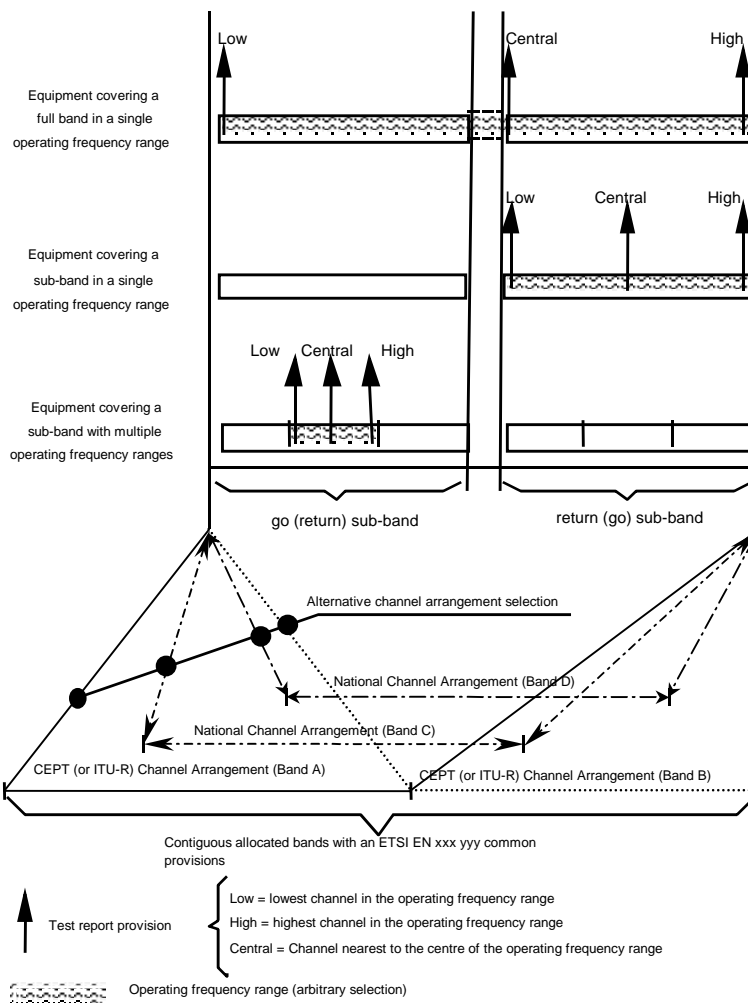 Low
Central
High
Equipment covering a
full band in a single
operating frequency range
Low
Central
High
Equipment covering a
sub-band in a single
operating frequency range
Low
Central
High
Equipment covering a
sub-band with multiple
operating frequency ranges
go (return) sub-band
return (go) sub-band
Alternative channel arrangement selection
National Channel Arrangement (Band D)
National Channel Arrangement (Band C)
CEPT (or ITU-R) Channel Arrangement (Band A)
CEPT (or ITU-R) Channel Arrangement (Band B)
Contiguous allocated bands with an ETSI EN xxx yyy common
provisions
Test report provision
Low = lowest channel in the operating frequency range
High = highest channel in the operating frequency range
Central = Channel nearest to the centre of the operating frequency range
Operating frequency range (arbitrary selection)